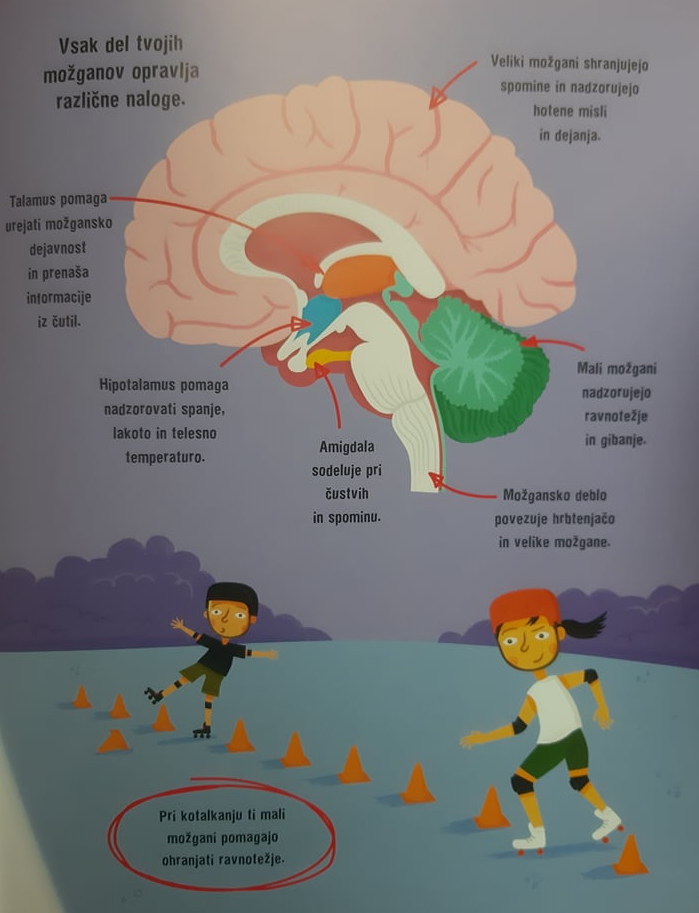 Vsak del tvojih
možganov opravlja
različne naloge.
Veliki možgani shranjujejo
spomine in nadzorujejo
hotene misli
in dejanja.
Talamus pomaga
urejati možgansko
dejavnost
in prenaša
informacije
iz čutil.
Hipotalamus pomaga
nadzorovati spanje,
lakoto in telesno
temperaturo.
Amigdala
sodeluje pri
čustvih
in spominu.
Mali možgani
nadzorujejo
ravnotežje
in gibanje.
Možgansko deblo
povezuje hrbtenjačo
in velike možgane.
Pri kotalkanju ti mali
možgani pomagajo
ohranjati ravnotežje.